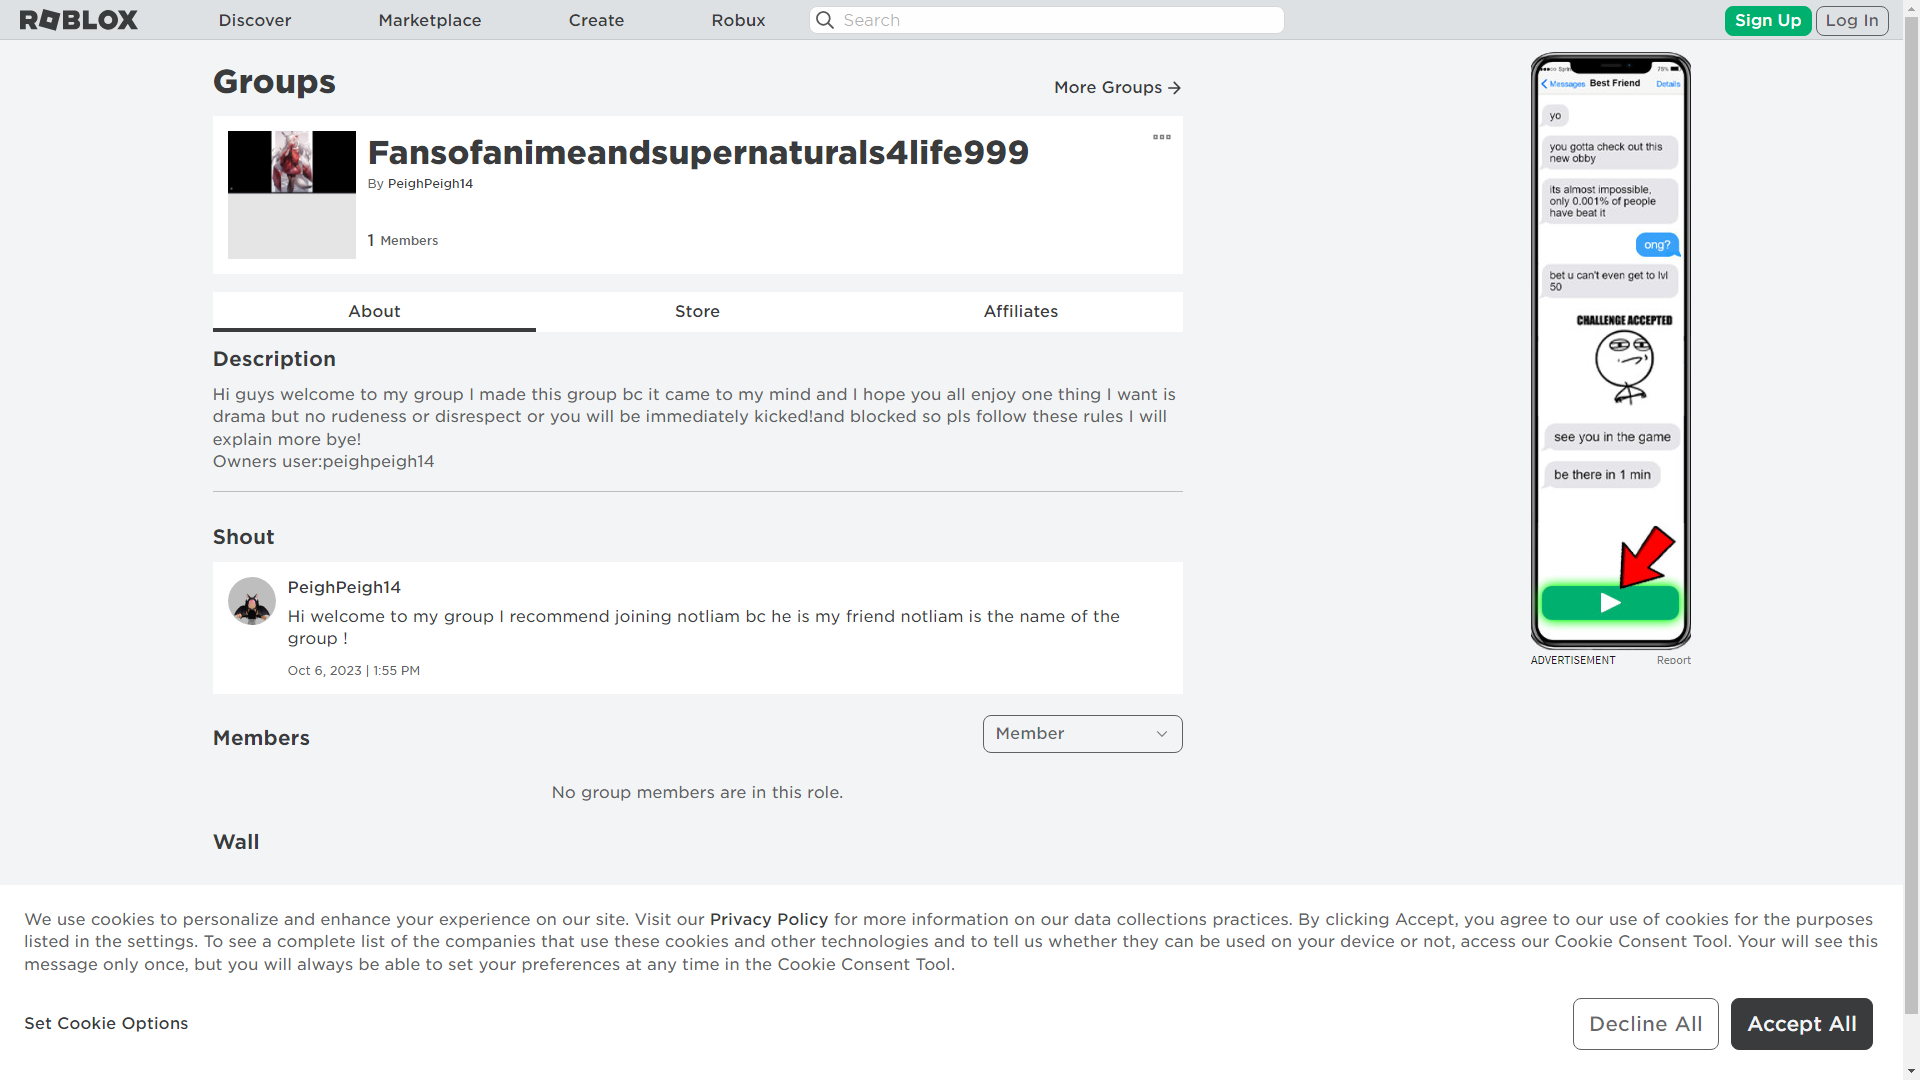 ROBLOX
Discover
Marketplace
Create
Robux
Search
Sign Up
Log In
Groups
More Groups
Fansofanimeandsupernaturals4life999
By PeighPeigh14
1 Members
About
Store
Affiliates
Description
Hi guys welcome to my group I made this group bc it came to my mind and I hope you all enjoy one thing I want is
drama but no rudeness or disrespect or you will be immediately kicked!and blocked so pls follow these rules I will
explain more bye!
Owners user:peighpeigh14
Shout
PeighPeigh14
Hi welcome to my group I recommend joining notliam bc he is my friend notliam is the name of the
group !
Oct 6, 2023 | 1:55 PM
Members
Member
No group members are in this role.
Wall
75%
Messages Best Friend Details
yo
you gotta check out this
new obby
its almost impossible,
only 0.001% of people
have beat it
ong?
bet u can't even get to lvl
50
CHALLENGE ACCEPTED
see you in the game
be there in 1 min
ADVERTISEMENT
Report
We use cookies to personalize and enhance your experience on our site. Visit our Privacy Policy for more information on our data collections practices. By clicking Accept, you agree to our use of cookies for the purposes
listed in the settings. To see a complete list of the companies that use these cookies and other technologies and to tell us whether they can be used on your device or not, access our Cookie Consent Tool. Your will see this
message only once, but you will always be able to set your preferences at any time in the Cookie Consent Tool.
Set Cookie Options
Decline All
Accept All